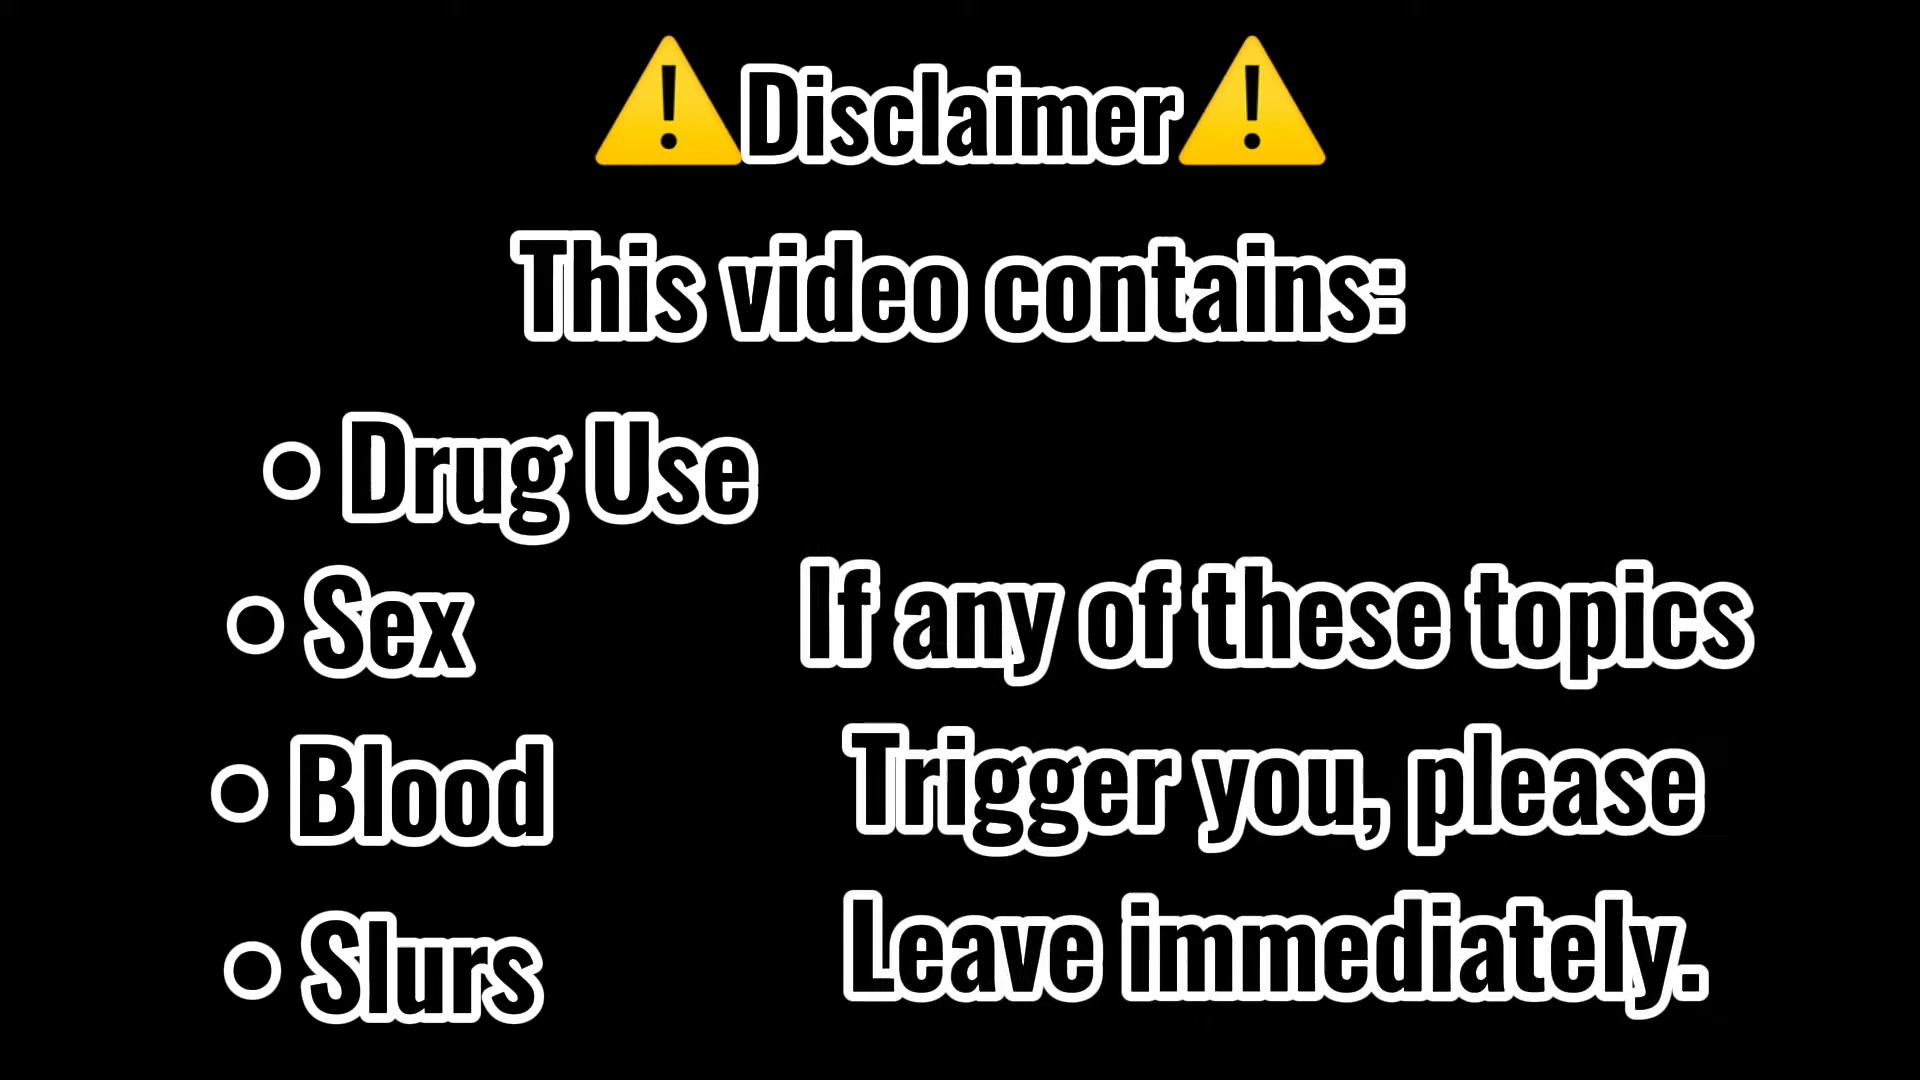 ⚠️Disclaimer⚠️
This video contains:
• Drug Use
• Sex
• Blood
• Slurs
If any of these topics
Trigger you, please
Leave immediately.